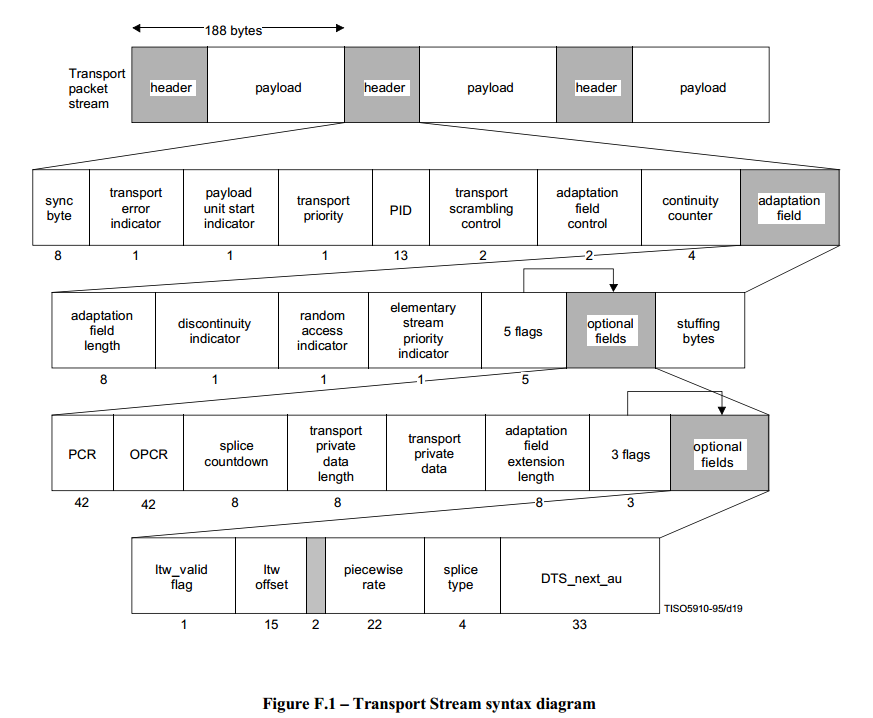 188 bytes
Transport
packet
stream
header
payload
header
payload
header
payload
sync
byte
transport
error
indicator
payload
unit start
indicator
transport
priority
PID
transport
scrambling
control
adaptation
field
control
continuity
counter
adaptation
field
8
1
1
1
13
2
2
4
adaptation
field
length
discontinuity
indicator
random
access
indicator
elementary
stream
priority
indicator
5 flags
optional
fields
stuffing
bytes
8
1
1
1
5
PCR
OPCR
splice
countdown
transport
private
data
length
transport
private
data
adaptation
field
extension
length
3 flags
optional
fields
42
42
8
8
8
3
ltw_valid
flag
ltw
offset
piecewise
rate
splice
type
DTS_next_au
TISO5910-95/d19
1
15
2
22
4
33
Figure F.1 – Transport Stream syntax diagram